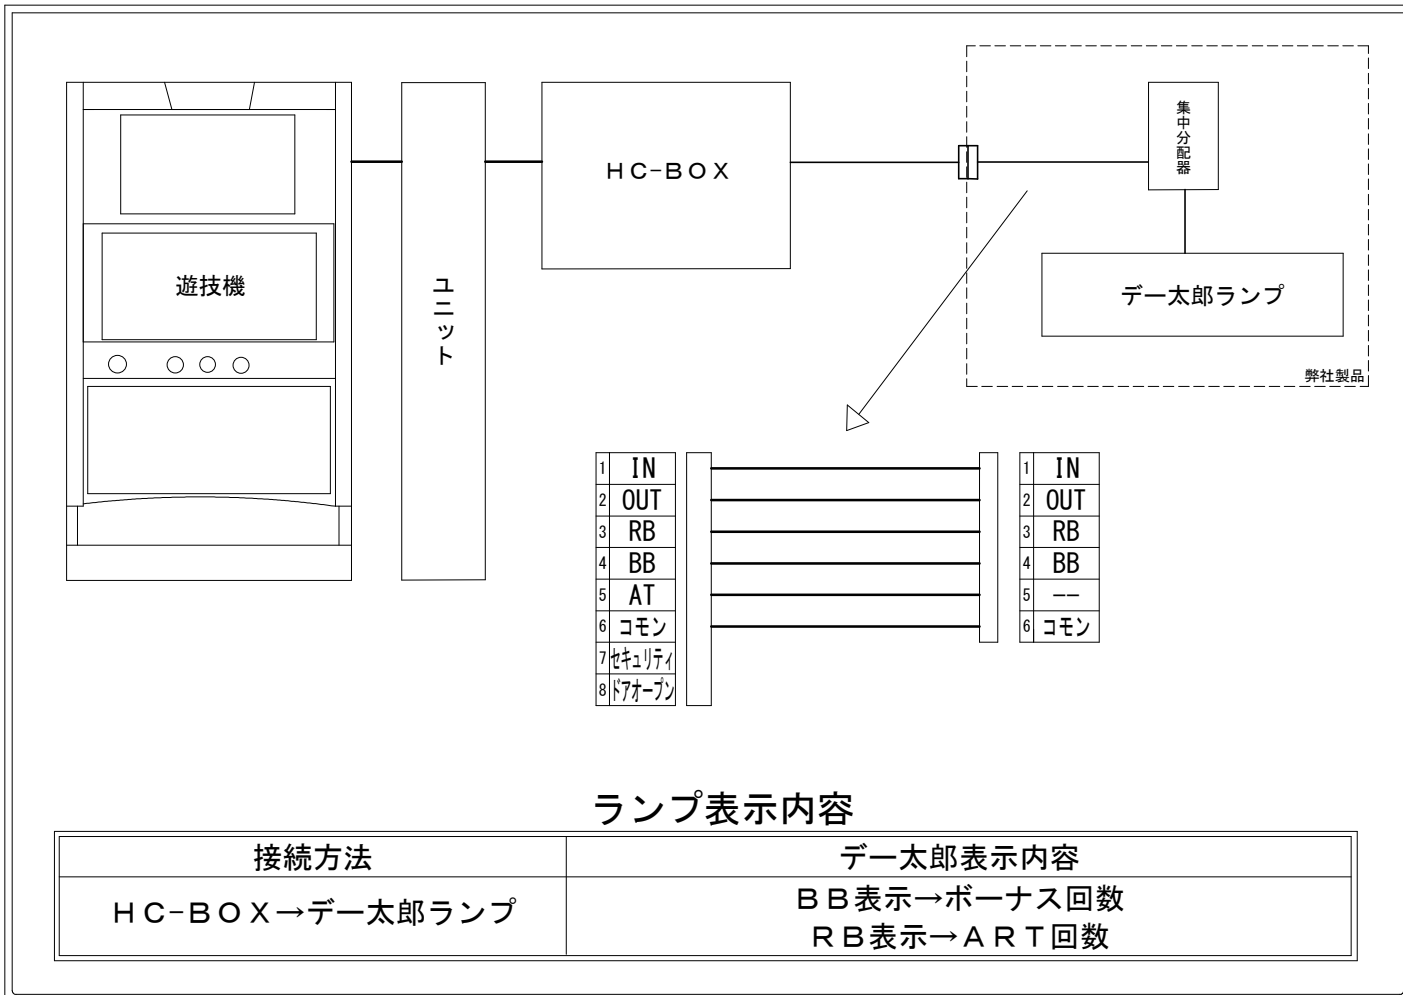 集中分配器
HC-BOX
遊技機
ユニット
デー太郎ランプ
弊社製品
1 IN
2 OUT
3 RB
4 BB
5 AT
6 コモン
7 セキュリティ
8 ドアオープン
1 IN
2 OUT
3 RB
4 BB
5 --
6 コモン
ランプ表示内容
接続方法 デー太郎表示内容
HC-BOX→デー太郎ランプ
BB表示→ボーナス回数
RB表示→ART回数